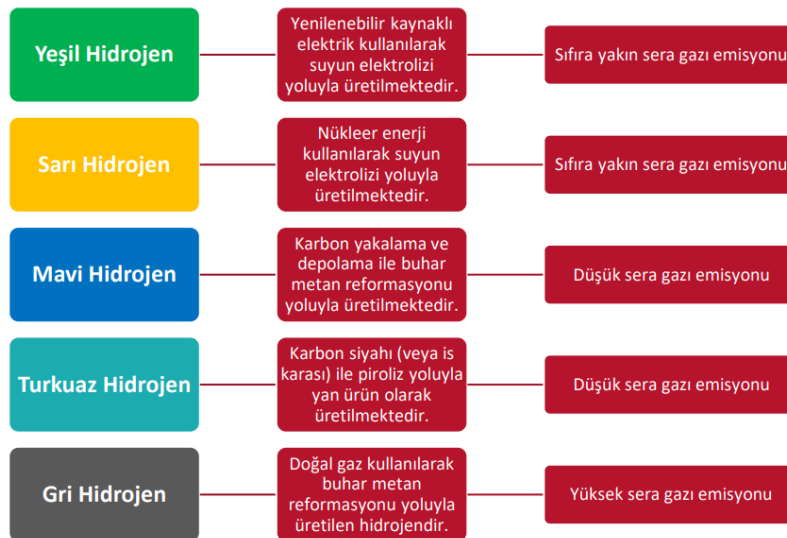 Yeşil Hidrojen
Yenilenebilir kaynaklı
elektrik kullanılarak
suyun elektrolizi
yoluyla üretilmektedir.
Sıfıra yakın sera gazı emisyonu
Sarı Hidrojen
Nükleer enerji
kullanılarak suyun
elektrolizi yoluyla
üretilmektedir.
Sıfıra yakın sera gazı emisyonu
Mavi Hidrojen
Karbon yakalama ve
depolama ile buhar
metan reformasyonu
yoluyla üretilmektedir.
Düşük sera gazı emisyonu
Turkuaz Hidrojen
Karbon siyahı (veya is
karası) ile piroliz yoluyla
yan ürün olarak
üretilmektedir.
Düşük sera gazı emisyonu
Gri Hidrojen
Doğal gaz kullanılarak
buhar metan
reformasyonu yoluyla
üretilen hidrojendir.
Yüksek sera gazı emisyonu